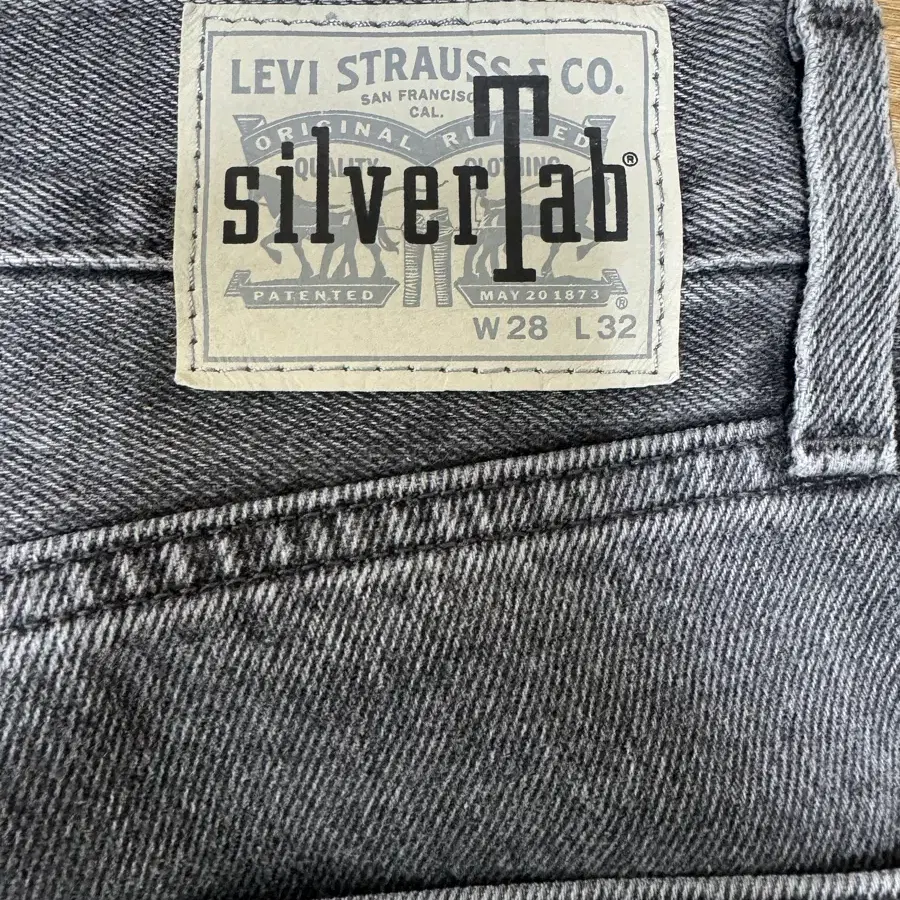 LEVI STRAUSS & CO.
SAN FRANCISCO
CAL.
ORIGINAL RIVETED
QUALITY CLOTHING
silverTab®
PATENTED MAY 20 1873 ®
W28 L32